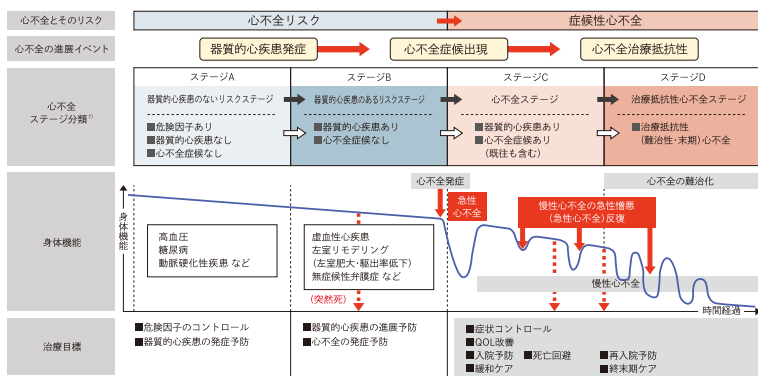 心不全とそのリスク
心不全リスク
症候性心不全
心不全の進展イベント
器質的心疾患発症
心不全症候出現
心不全治療抵抗性
心不全
ステージ分類7)
ステージA
ステージB
ステージC
ステージD
器質的心疾患のないリスクステージ
器質的心疾患のあるリスクステージ
心不全ステージ
治療抵抗性心不全ステージ
■危険因子あり
■器質的心疾患なし
■心不全症候なし
■器質的心疾患あり
■心不全症候なし
■器質的心疾患あり
■心不全症候あり
(既往も含む)
■治療抵抗性
(難治性・末期)心不全
身体機能
身体機能
心不全発症
心不全の難治化
急性
心不全
慢性心不全の急性増悪
(急性心不全)反復
高血圧
糖尿病
動脈硬化性疾患 など
虚血性心疾患
左室リモデリング
(左室肥大・駆出率低下)
無症候性弁膜症 など
(突然死)
慢性心不全
時間経過
治療目標
■危険因子のコントロール
■器質的心疾患の発症予防
■器質的心疾患の進展予防
■心不全の発症予防
■症状コントロール
■QOL改善
■入院予防 ■死亡回避
■緩和ケア
■再入院予防
■終末期ケア